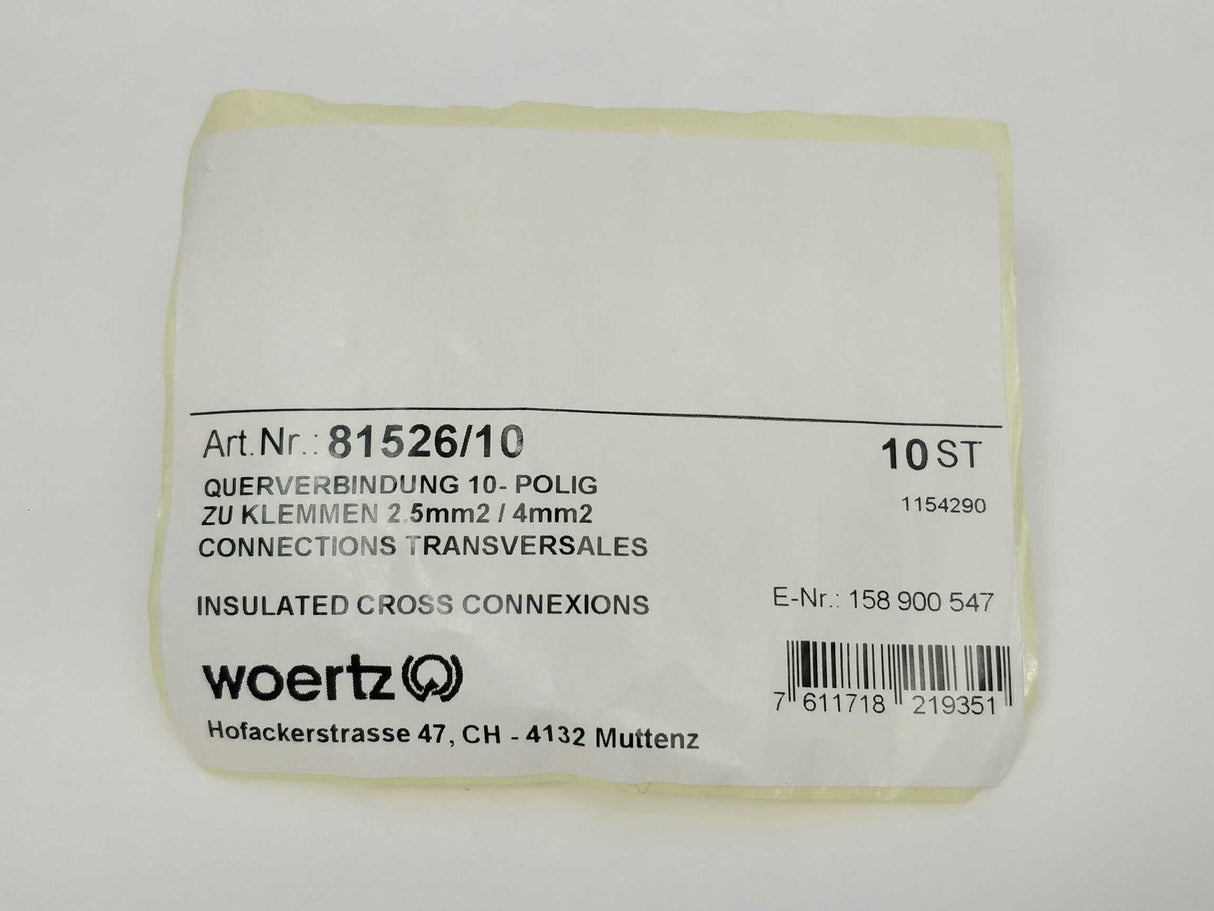 Art.Nr.: 81526/10
10 ST
QUERVERBINDUNG 10- POLIG
1154290
ZU KLEMMEN 2.5mm2 / 4mm2
CONNECTIONS TRANSVERSALES
INSULATED CROSS CONNEXIONS
E-Nr.: 158 900 547
woertz
7 611718 219351
Hofackerstrasse 47, CH - 4132 Muttenz